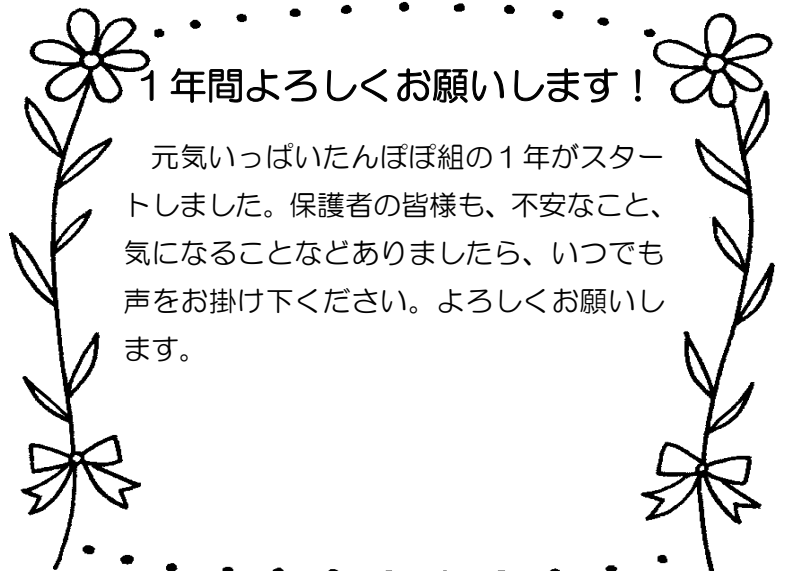 １年間よろしくお願いします！
　元気いっぱいたんぽぽ組の１年がスター
トしました。保護者の皆様も、不安なこと、
気になることなどありましたら、いつでも
声をお掛け下ください。よろしくお願いし
ます。